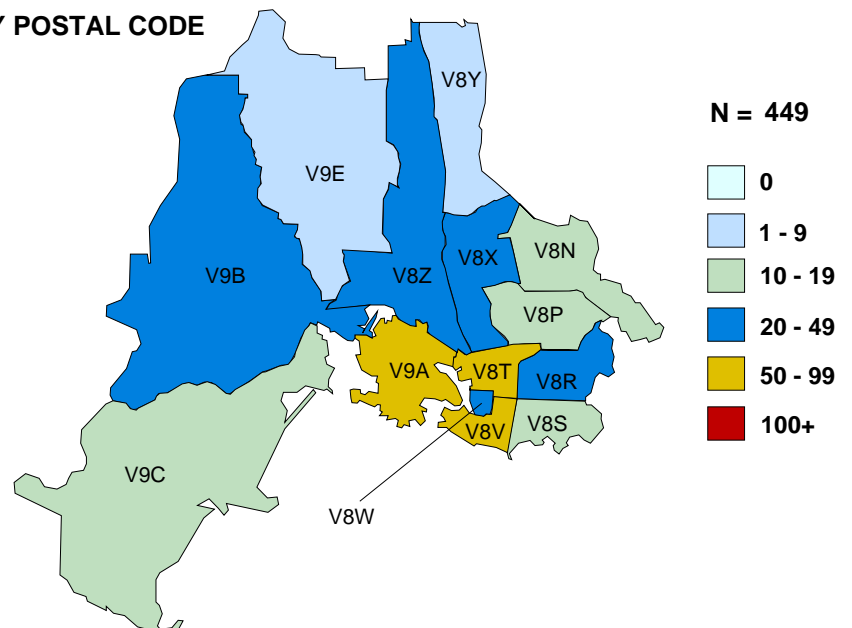 Y POSTAL CODE
V8Y
N = 449
V9E
0
1 - 9
V8N
V9B
V8Z
V8X
10 - 19
V8P
20 - 49
V9A
V8T
V8R
50 - 99
V8V
V8S
100+
V9C
V8W